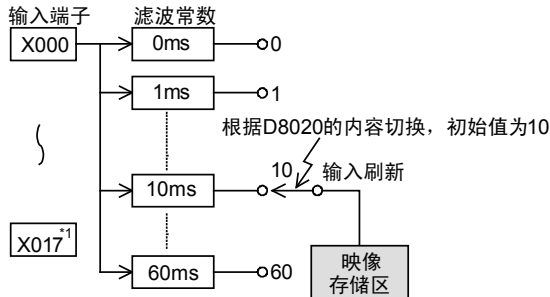 输入端子 滤波常数
X000 0ms 0
1ms 1
根据D8020的内容切换，初始值为10
10 输入刷新
10ms
X017*1
60ms 60
映像
存储区